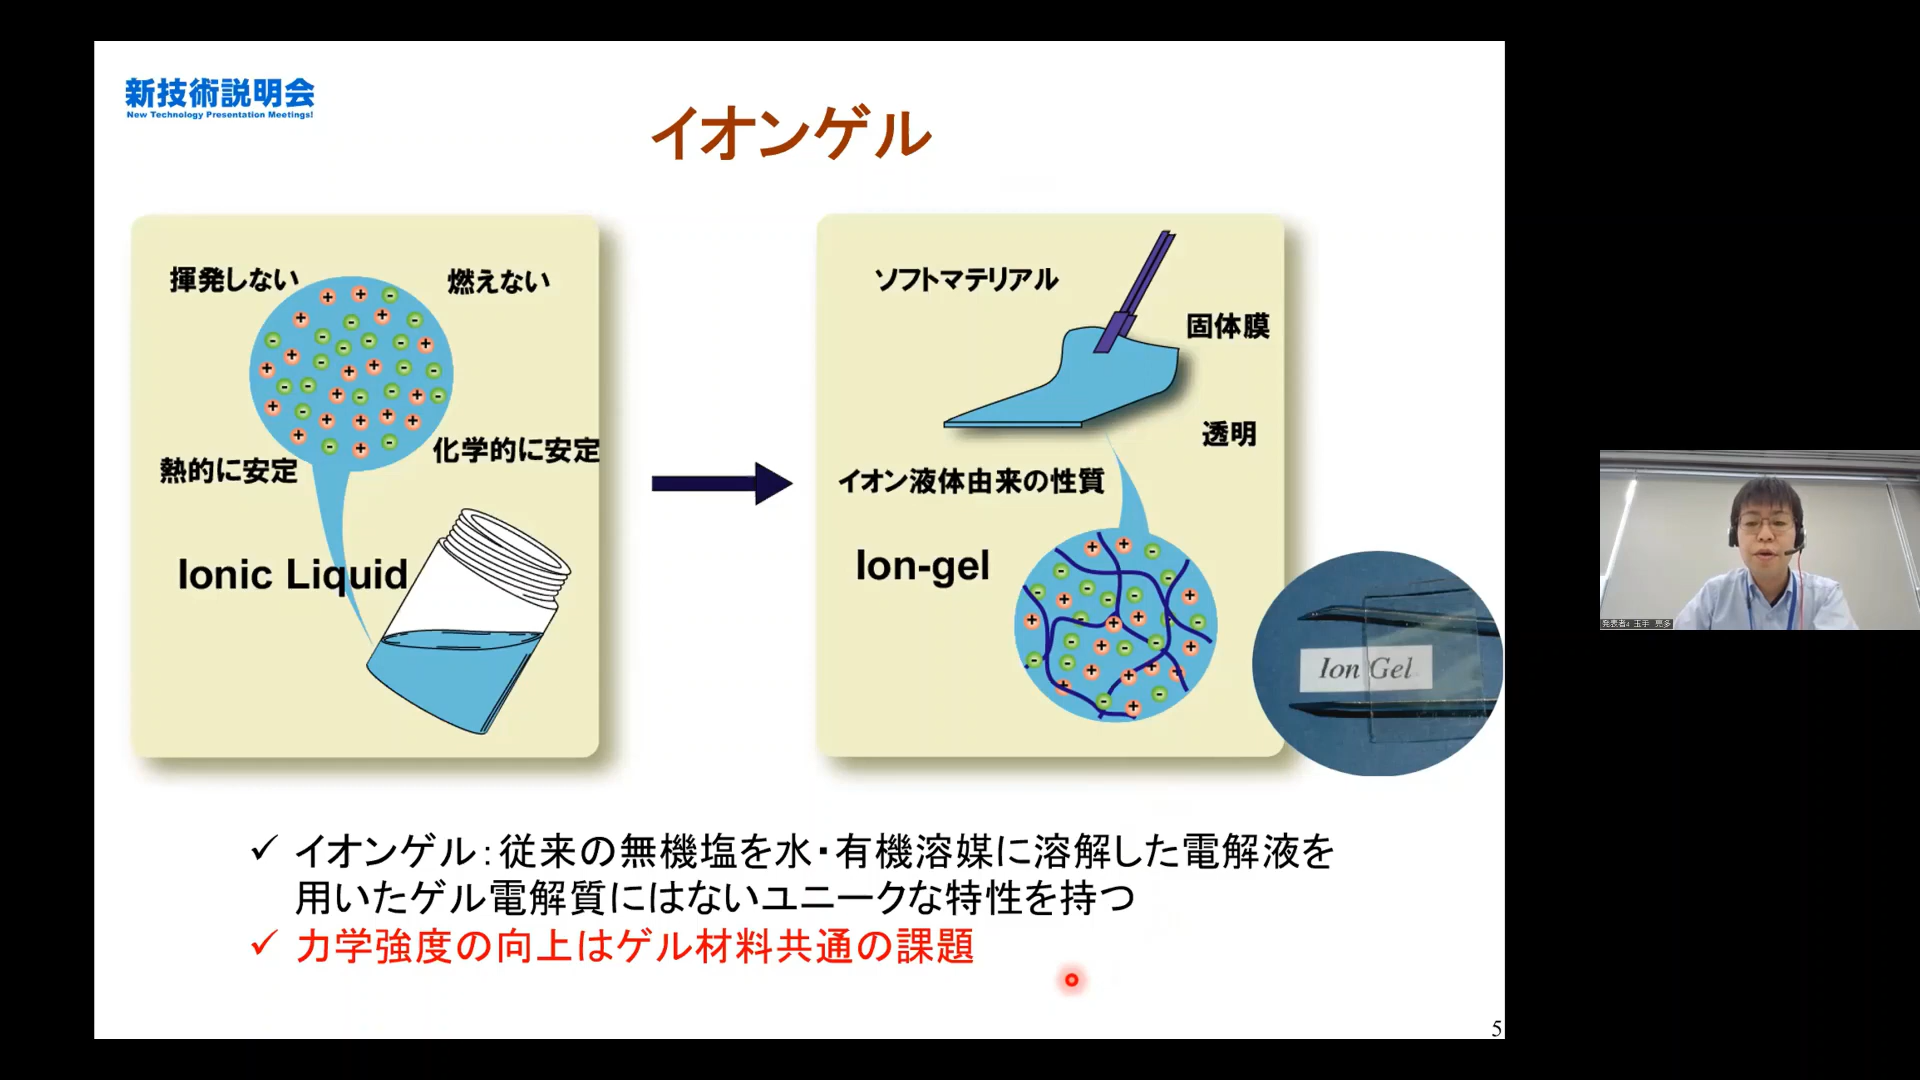 新技術説明会
New Technology Presentation Meetings!
イオンゲル
揮発しない
燃えない
熱的に安定
化学的に安定
Ionic Liquid
ソフトマテリアル
固体膜
透明
イオン液体由来の性質
Ion-gel
Ion Gel
✓ イオンゲル：従来の無機塩を水・有機溶媒に溶解した電解液を
用いたゲル電解質にはないユニークな特性を持つ
✓ 力学強度の向上はゲル材料共通の課題
5